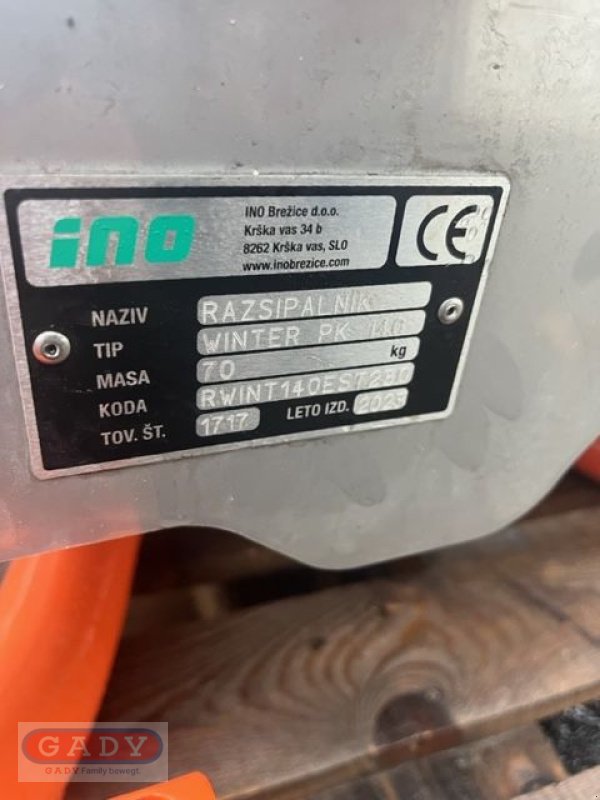 ino
INO Brežice d.o.o.
Krška vas 34 b
8262 Krška vas, SLO
www.inobrezice.com
CE
NAZIV RAZSIPALNIK
TIP WINTER PK 140
MASA 70 kg
KODA RWINT140EST280
TOV. ŠT. 1717 LETO IZD. 2023
GADY
GADY Family bewegt.